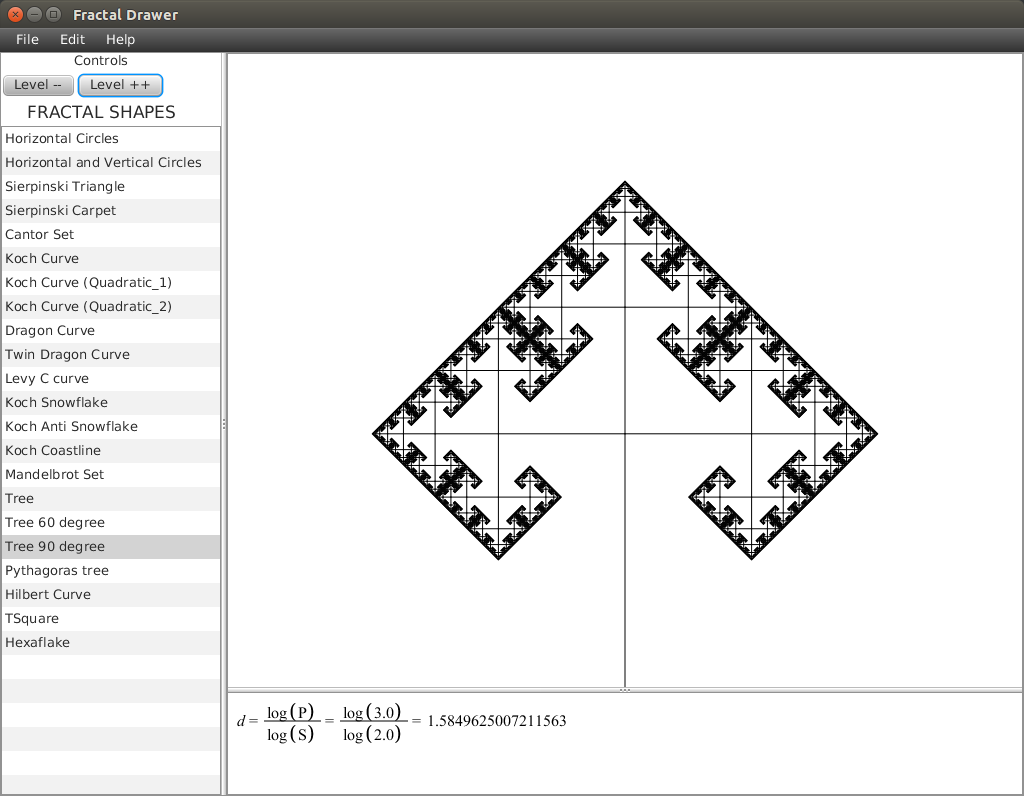 Fractal Drawer
File Edit Help
Controls
Level -- Level ++
FRACTAL SHAPES
Horizontal Circles
Horizontal and Vertical Circles
Sierpinski Triangle
Sierpinski Carpet
Cantor Set
Koch Curve
Koch Curve (Quadratic_1)
Koch Curve (Quadratic_2)
Dragon Curve
Twin Dragon Curve
Levy C curve
Koch Snowflake
Koch Anti Snowflake
Koch Coastline
Mandelbrot Set
Tree
Tree 60 degree
Tree 90 degree
Pythagoras tree
Hilbert Curve
TSquare
Hexaflake
d = log(P) / log(S) = log(3.0) / log(2.0) = 1.5849625007211563